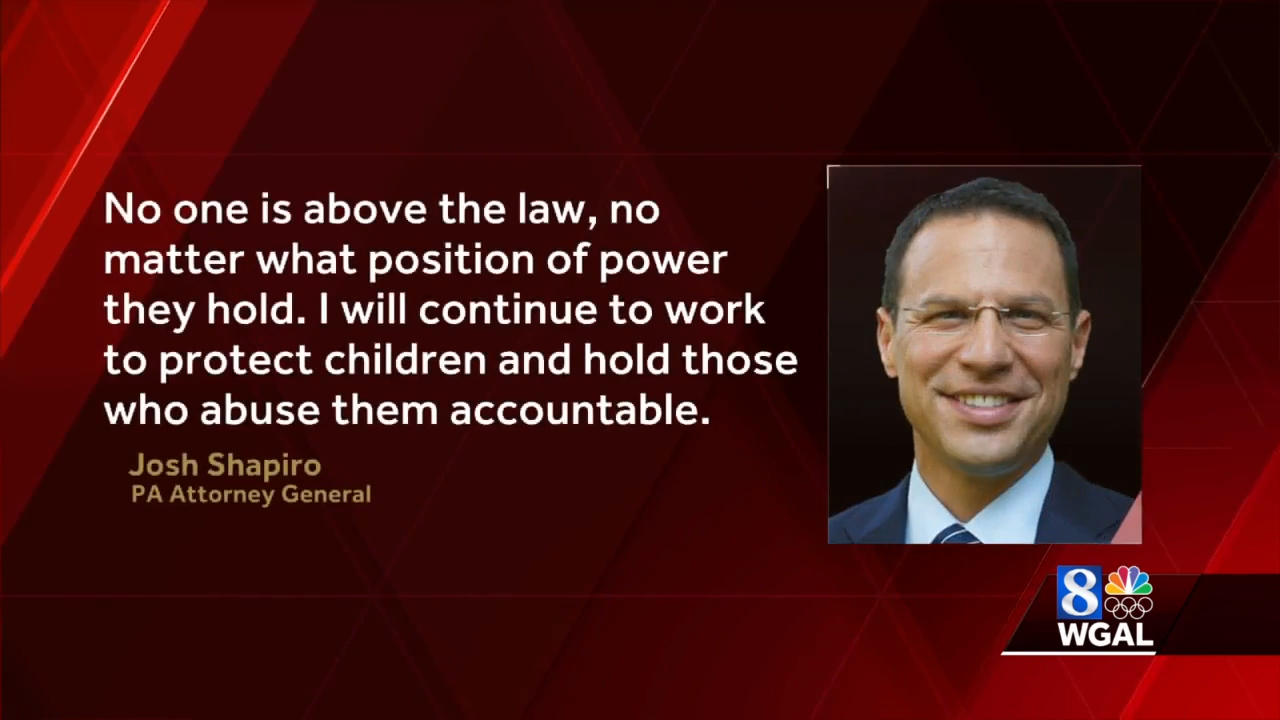 No one is above the law, no
matter what position of power
they hold. I will continue to work
to protect children and hold those
who abuse them accountable.
Josh Shapiro
PA Attorney General
8
WGAL